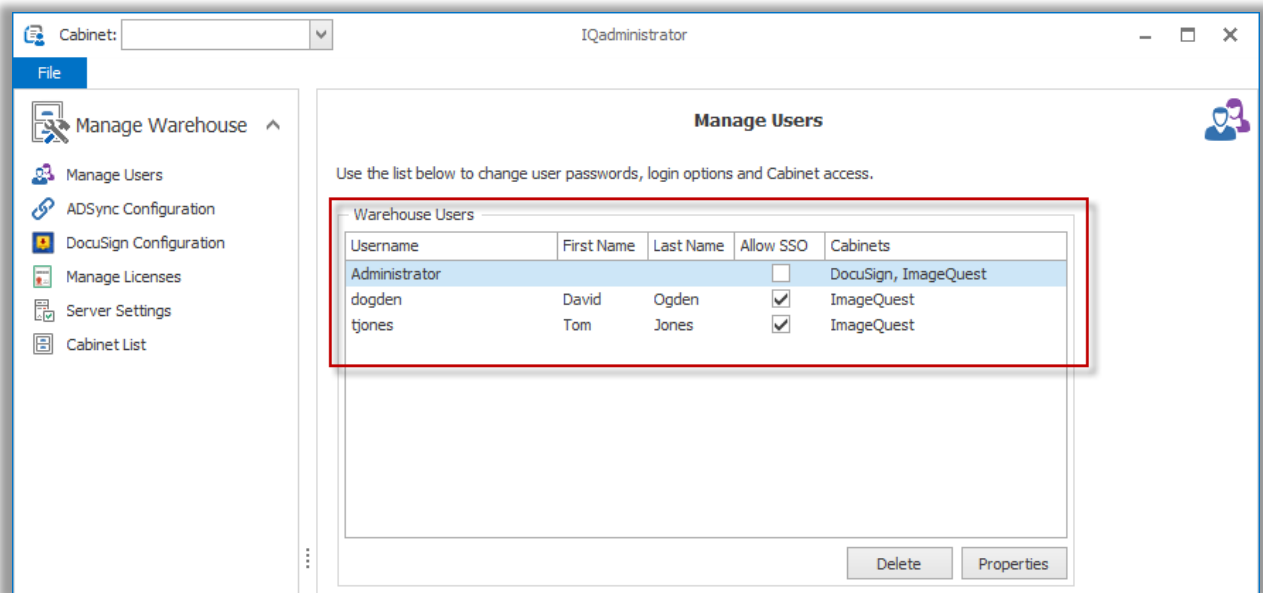 Cabinet:
IQadministrator
File
Manage Warehouse
Manage Users
ADSync Configuration
DocuSign Configuration
Manage Licenses
Server Settings
Cabinet List
Manage Users
Use the list below to change user passwords, login options and Cabinet access.
Warehouse Users
Username First Name Last Name Allow SSO Cabinets
Administrator DocuSign, ImageQuest
dogden David Ogden ImageQuest
tjones Tom Jones ImageQuest
Delete Properties